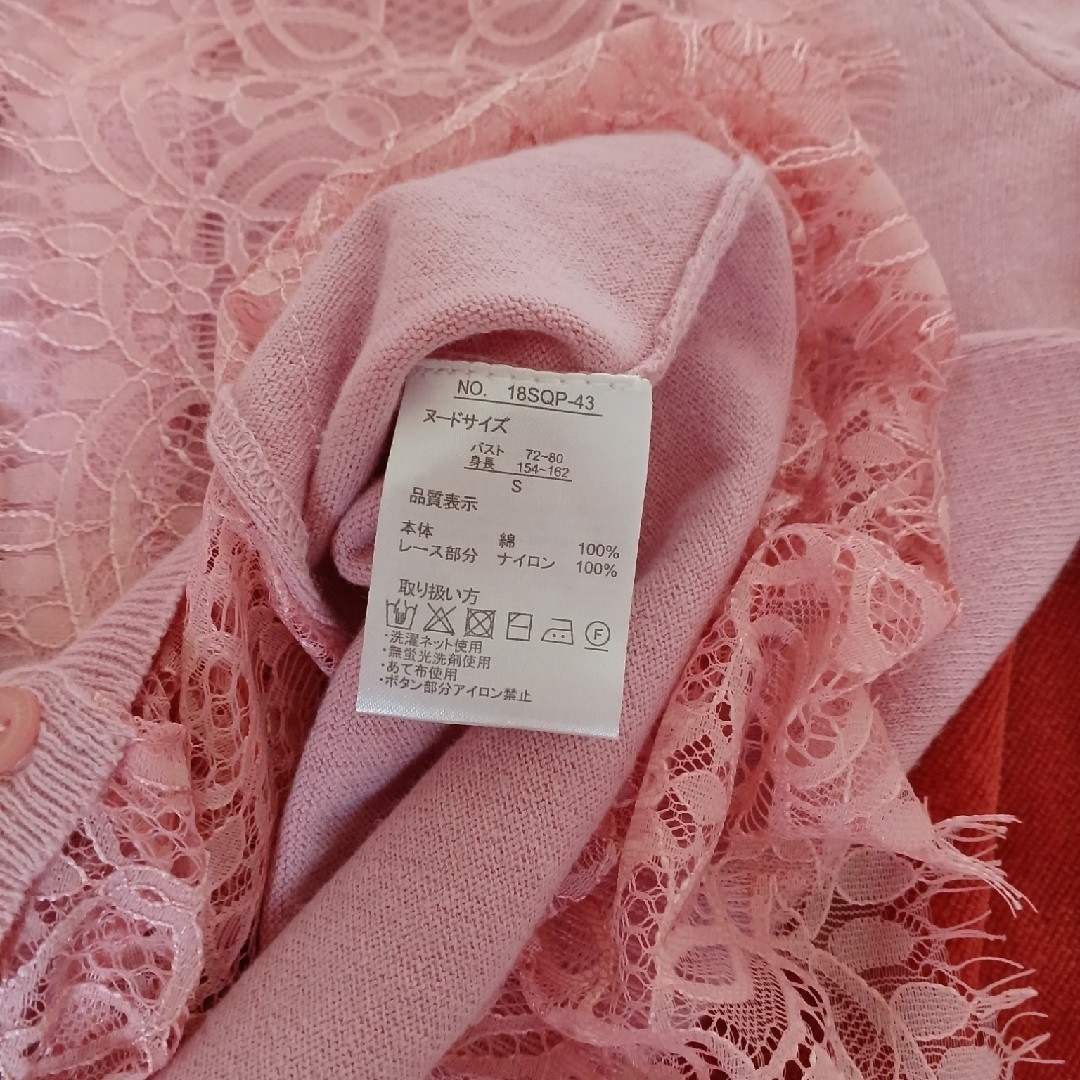 NO. 18SQP-43
ヌードサイズ
バスト 72~80
身長 154~162
S
品質表示
本体 綿 100%
レース部分 ナイロン 100%
取り扱い方
F
・洗濯ネット使用
・無蛍光洗剤使用
・あて布使用
・ボタン部分アイロン禁止